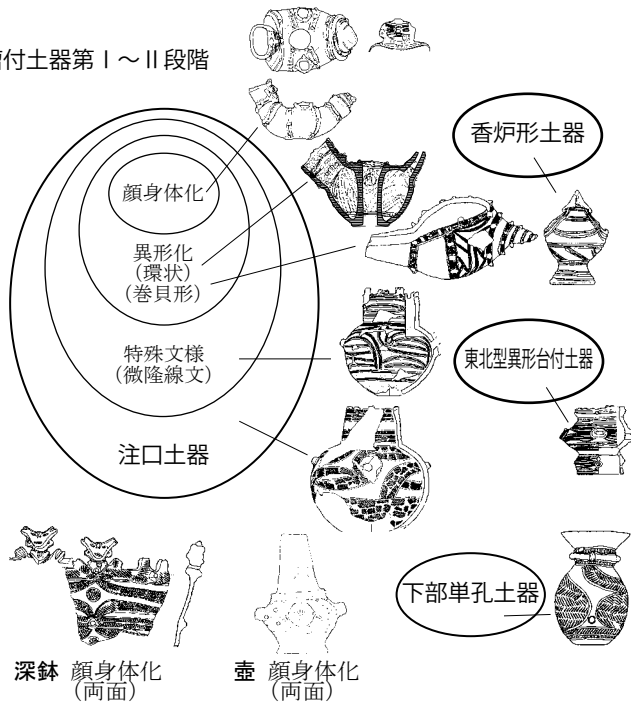 付土器第Ⅰ～Ⅱ段階
顔身体化
異形化
(環状)
(巻貝形)
特殊文様
(微隆線文)
注口土器
香炉形土器
東北型異形台付土器
下部単孔土器
深鉢 顔身体化
(両面)
壺 顔身体化
(両面)